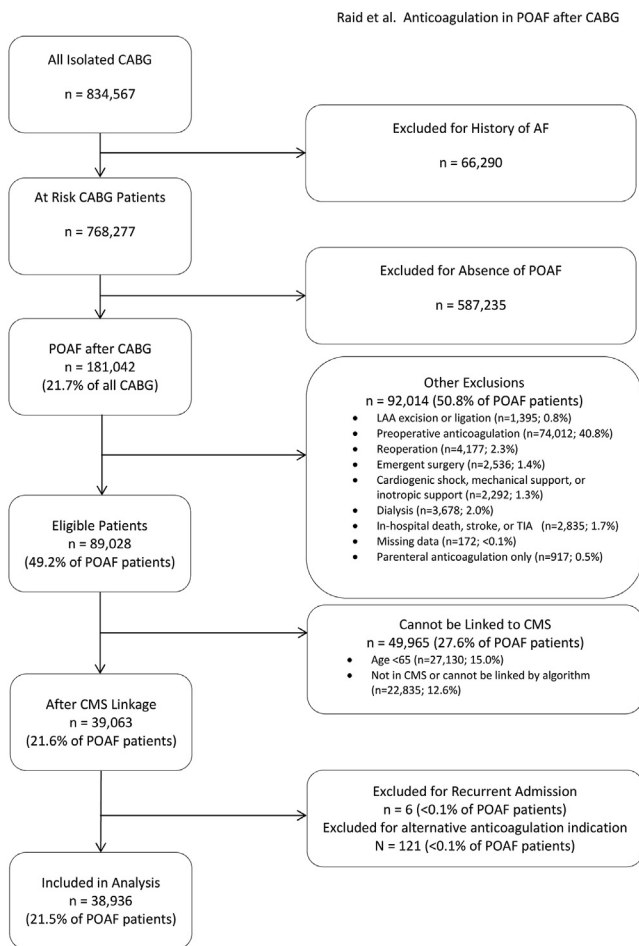 Raid et al.  Anticoagulation in POAF after CABG
All Isolated CABG
n = 834,567
Excluded for History of AF
n = 66,290
At Risk CABG Patients
n = 768,277
Excluded for Absence of POAF
n = 587,235
POAF after CABG
n = 181,042
(21.7% of all CABG)
Other Exclusions
n = 92,014 (50.8% of POAF patients)
• LAA excision or ligation (n=1,395; 0.8%)
• Preoperative anticoagulation (n=74,012; 40.8%)
• Reoperation (n=4,177; 2.3%)
• Emergent surgery (n=2,536; 1.4%)
• Cardiogenic shock, mechanical support, or
inotropic support (n=2,292; 1.3%)
• Dialysis (n=3,678; 2.0%)
• In-hospital death, stroke, or TIA  (n=2,835; 1.7%)
• Missing data (n=172; <0.1%)
• Parenteral anticoagulation only (n=917; 0.5%)
Eligible Patients
n = 89,028
(49.2% of POAF patients)
Cannot be Linked to CMS
n = 49,965 (27.6% of POAF patients)
• Age <65 (n=27,130; 15.0%)
• Not in CMS or cannot be linked by algorithm
(n=22,835; 12.6%)
After CMS Linkage
n = 39,063
(21.6% of POAF patients)
Excluded for Recurrent Admission
n = 6 (<0.1% of POAF patients)
Excluded for alternative anticoagulation indication
N = 121 (<0.1% of POAF patients)
Included in Analysis
n = 38,936
(21.5% of POAF patients)